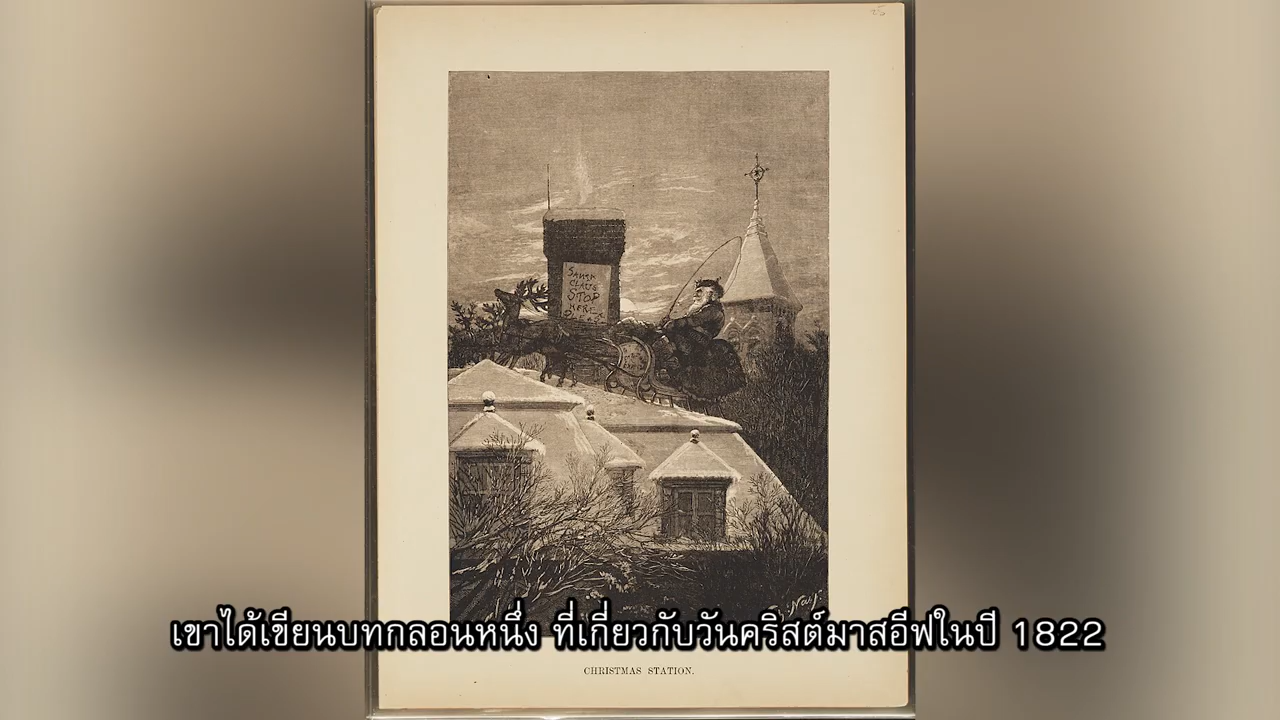 SANTA
CLAUS
STOP
HERE
Nast
เขาได้เขียนบทกลอนหนึ่ง ที่เกี่ยวกับวันคริสต์มาสอีฟในปี 1822
CHRISTMAS STATION.